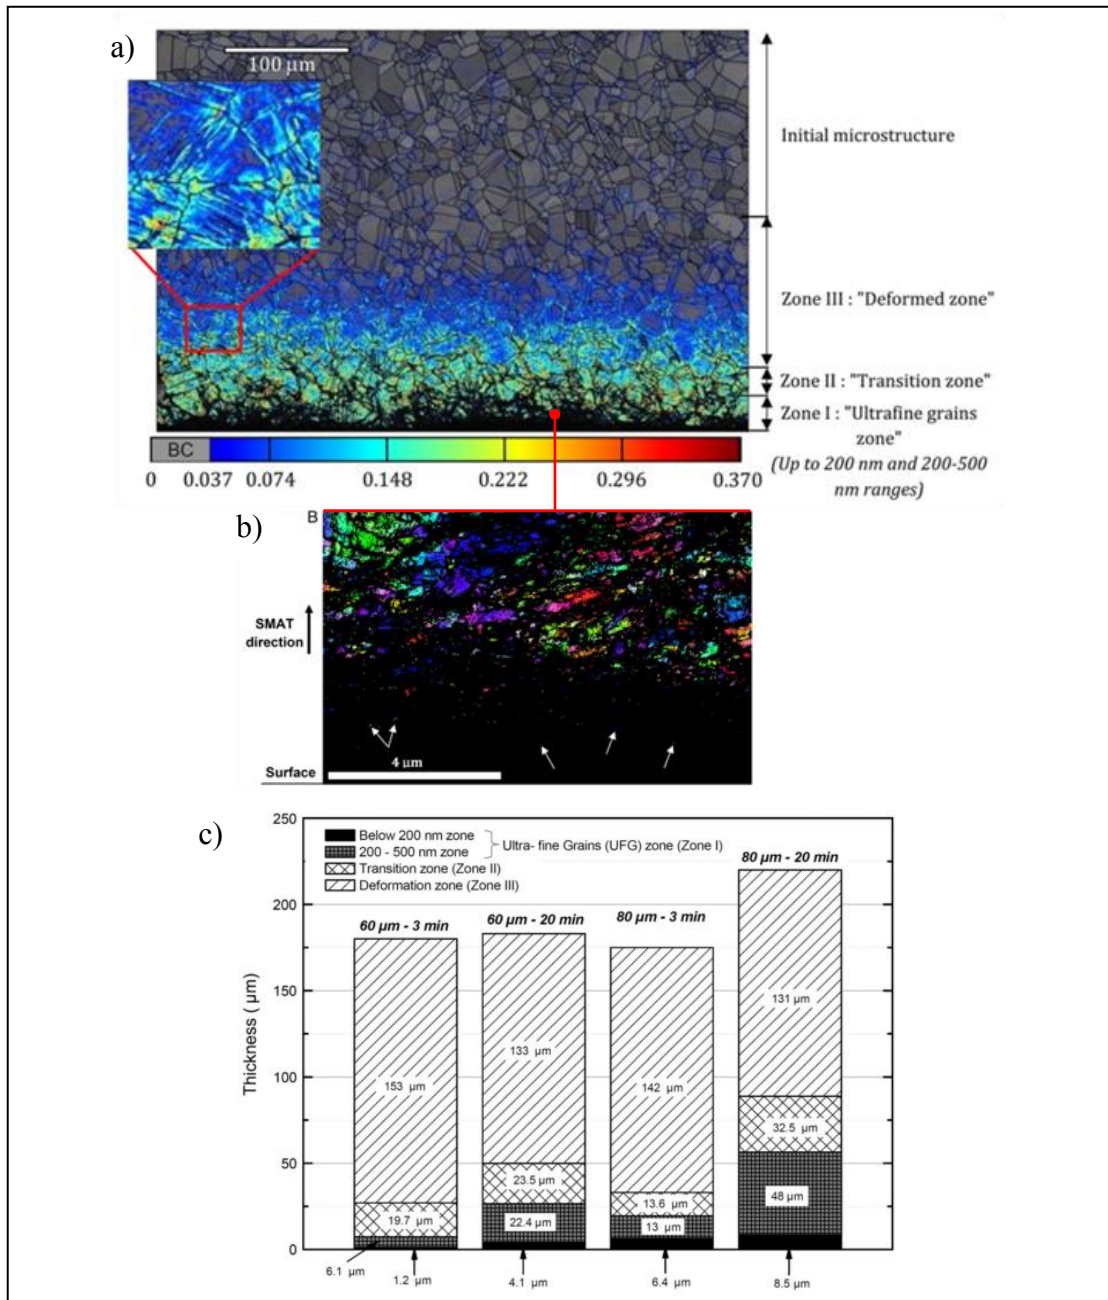 a)
100 μm
Initial microstructure
Zone III : "Deformed zone"
Zone II : "Transition zone"
Zone I : "Ultrafine grains
zone"
(Up to 200 nm and 200-500
nm ranges)
BC
0 0.037 0.074 0.148 0.222 0.296 0.370
b)
B
SMAT
direction
4 μm
Surface
c)
250
200
150
100
50
0
Thickness ( μm)
Below 200 nm zone
200 - 500 nm zone
Ultra- fine Grains (UFG) zone (Zone I)
Transition zone (Zone II)
Deformation zone (Zone III)
60 μm - 3 min
60 μm - 20 min
80 μm - 3 min
80 μm - 20 min
153 μm
133 μm
142 μm
131 μm
19.7 μm
23.5 μm
13.6 μm
32.5 μm
22.4 μm
13 μm
48 μm
6.1 μm
1.2 μm
4.1 μm
6.4 μm
8.5 μm